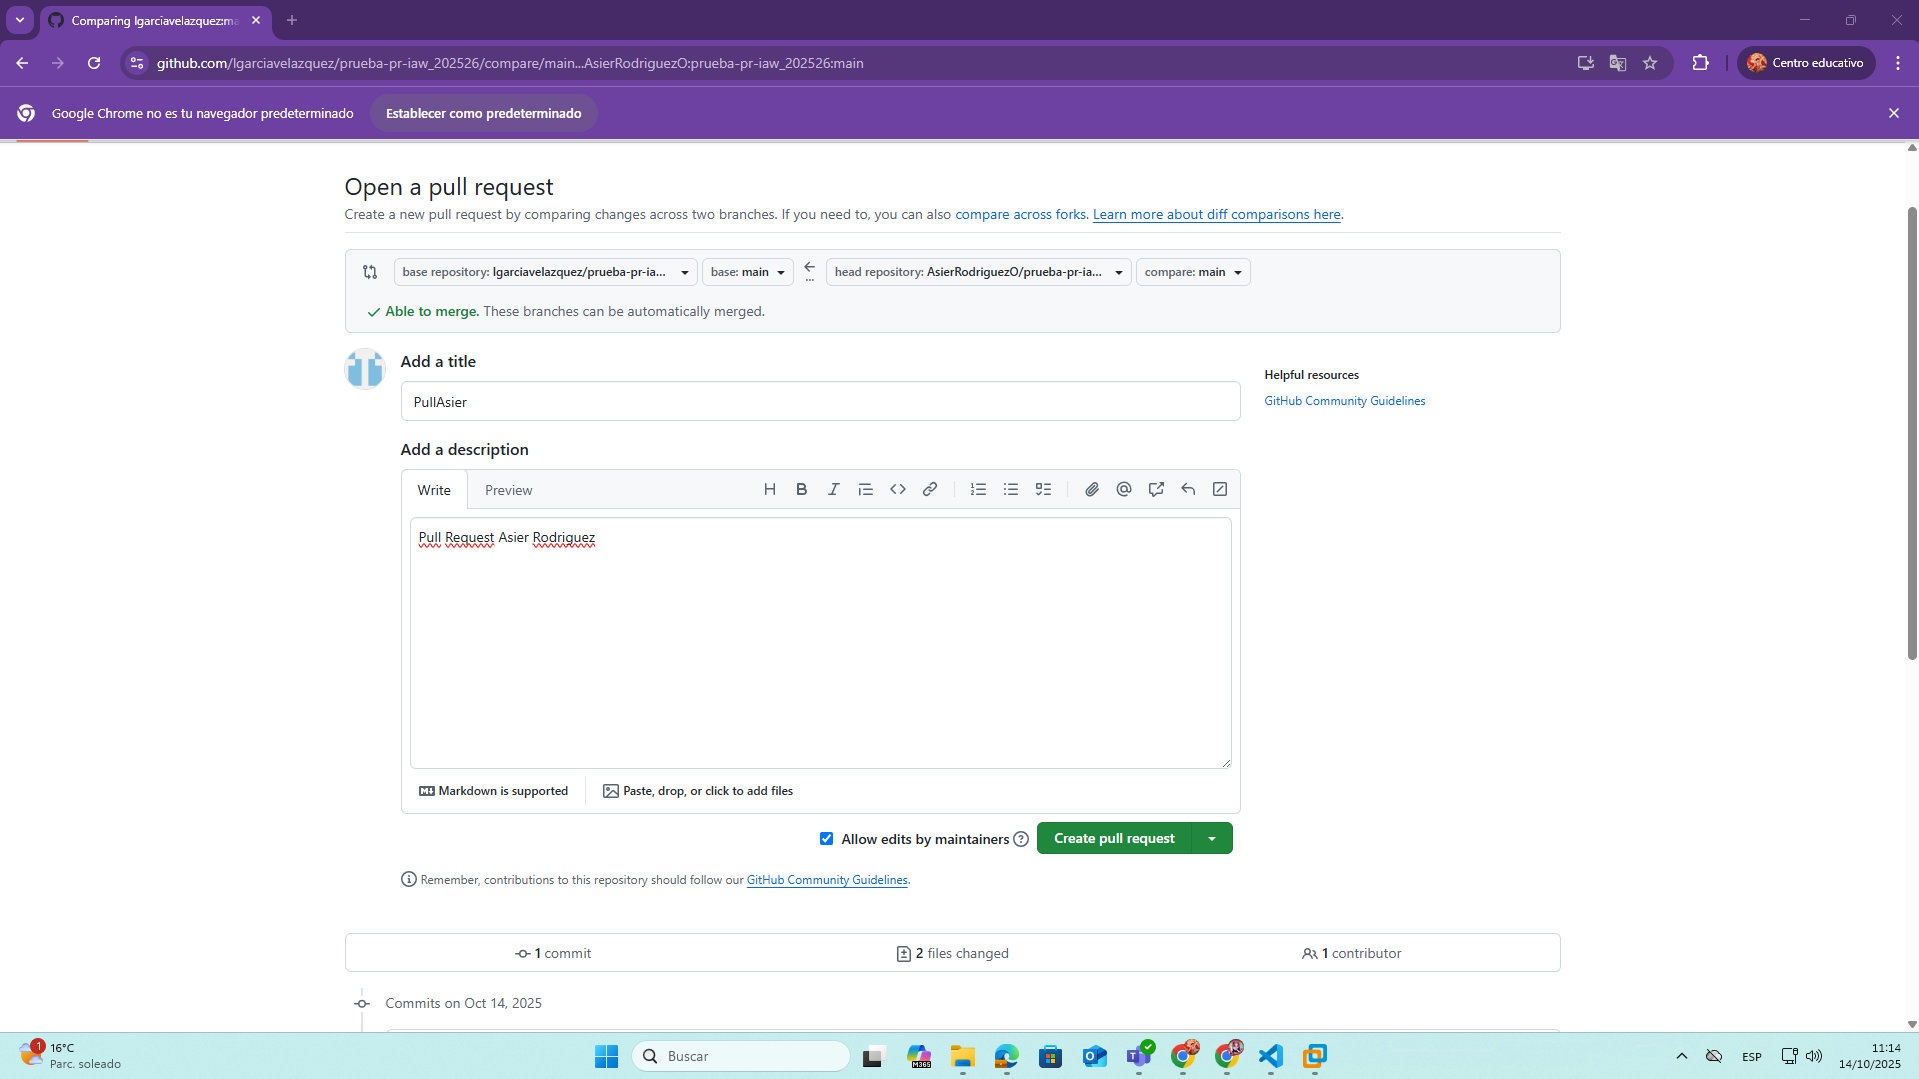 Comparing lgarciavelazquez:ma
github.com/lgarciavelazquez/prueba-pr-iaw_202526/compare/main...AsierRodriguezO:prueba-pr-iaw_202526:main
Centro educativo
Google Chrome no es tu navegador predeterminado
Establecer como predeterminado
Open a pull request
Create a new pull request by comparing changes across two branches. If you need to, you can also compare across forks. Learn more about diff comparisons here.
base repository: lgarciavelazquez/prueba-pr-ia... base: main head repository: AsierRodriguezO/prueba-pr-ia... compare: main
Able to merge. These branches can be automatically merged.
Add a title
Helpful resources
PullAsier
GitHub Community Guidelines
Add a description
Write Preview
Pull Request Asier Rodriguez
Markdown is supported Paste, drop, or click to add files
Allow edits by maintainers Create pull request
Remember, contributions to this repository should follow our GitHub Community Guidelines.
1 commit 2 files changed 1 contributor
Commits on Oct 14, 2025
1
16°C
Parc. soleado
Buscar
M365
ESP
11:14
14/10/2025